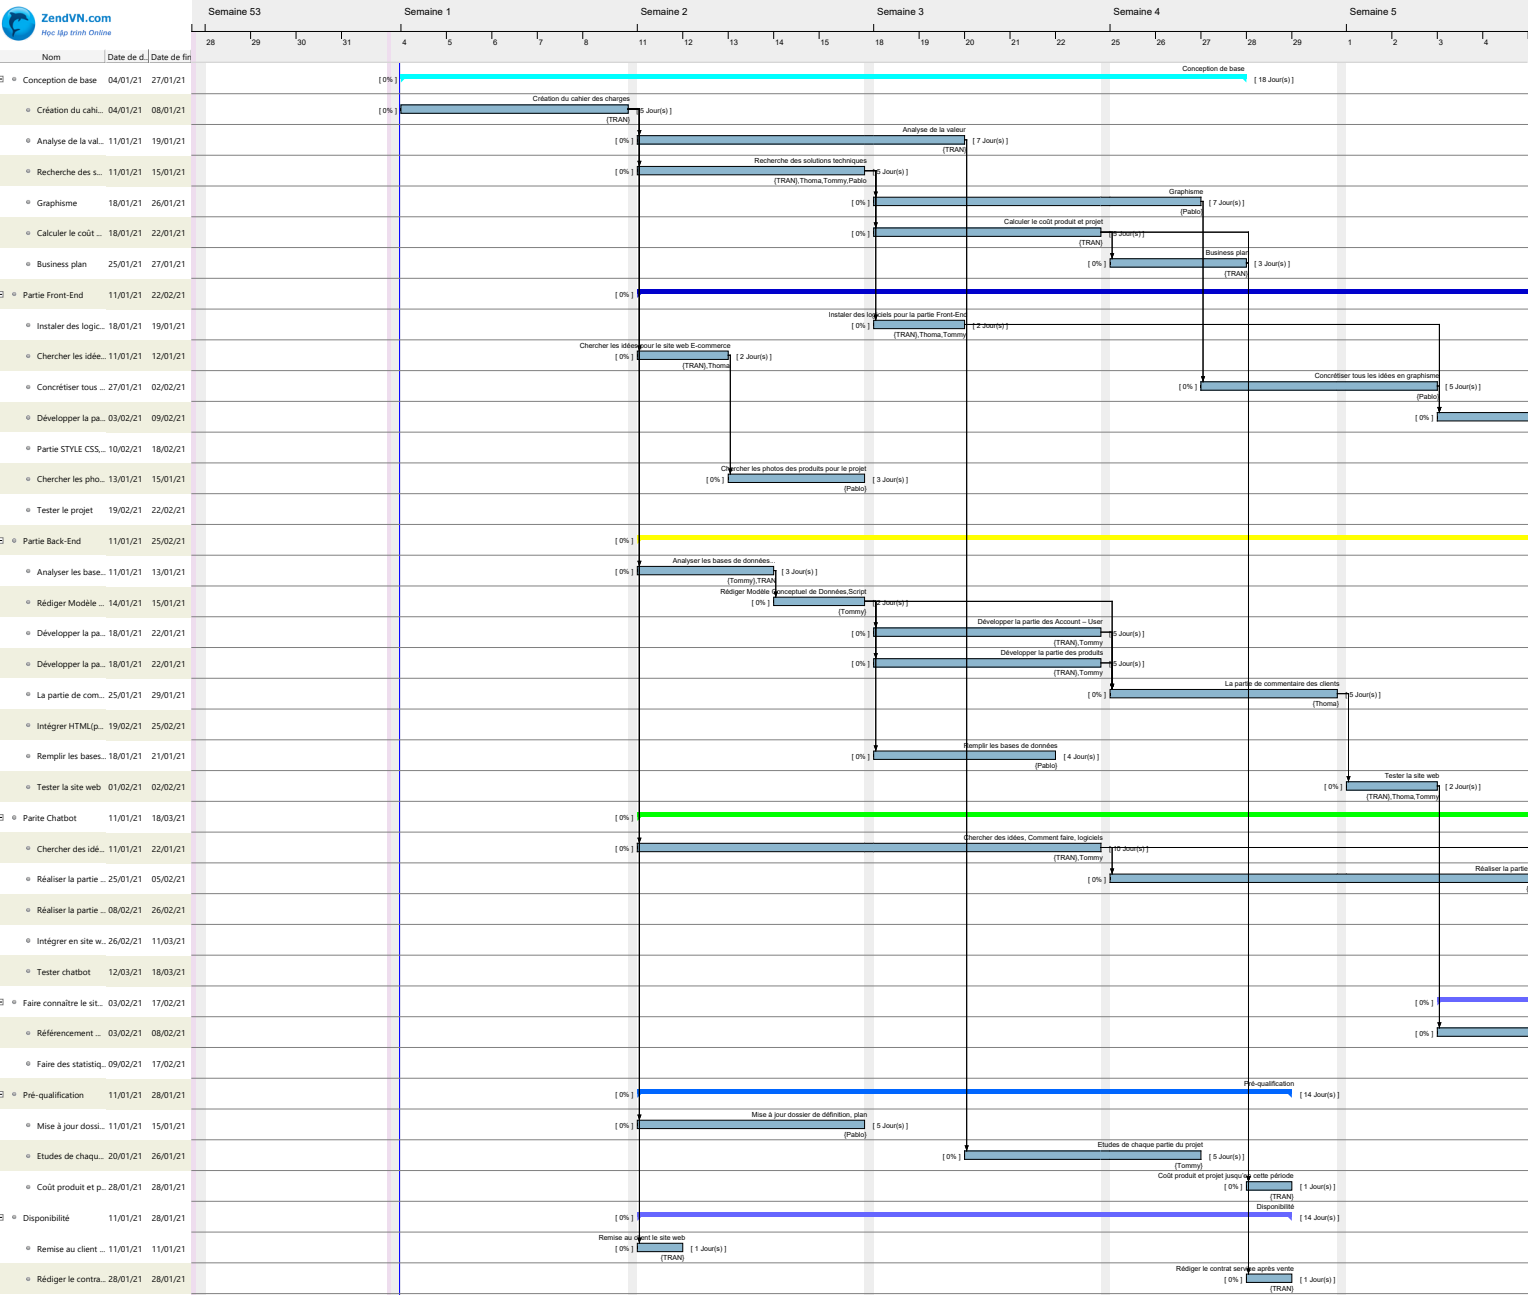 ZendVN.com
Học lập trình Online
Semaine 53 Semaine 1 Semaine 2 Semaine 3 Semaine 4 Semaine 5
28 29 30 31 4 5 6 7 8 11 12 13 14 15 18 19 20 21 22 25 26 27 28 29 1 2 3 4
Nom Date de d.. Date de fin
Conception de base 04/01/21 27/01/21 [ 0% ] Conception de base [ 18 Jour(s) ]
Création du cahi... 04/01/21 08/01/21 [ 0% ] Création du cahier des charges [ 5 Jour(s) ]
{TRAN}
Analyse de la val... 11/01/21 19/01/21 [ 0% ] Analyse de la valeur [ 7 Jour(s) ]
{TRAN}
Recherche des s... 11/01/21 15/01/21 [ 0% ] Recherche des solutions techniques [ 5 Jour(s) ]
{TRAN},Thoma,Tommy,Pablo
Graphisme 18/01/21 26/01/21 [ 0% ] Graphisme [ 7 Jour(s) ]
{Pablo}
Calculer le coût ... 18/01/21 22/01/21 [ 0% ] Calculer le coût produit et projet [ 5 Jour(s) ]
{TRAN}
Business plan 25/01/21 27/01/21 [ 0% ] Business plan [ 3 Jour(s) ]
{TRAN}
Partie Front-End 11/01/21 22/02/21 [ 0% ]
Instaler des logic... 18/01/21 19/01/21 [ 0% ] Instaler des logiciels pour la partie Front-End [ 2 Jour(s) ]
{TRAN},Thoma,Tommy
Chercher les idée... 11/01/21 12/01/21 [ 0% ] Chercher les idées pour le site web E-commerce [ 2 Jour(s) ]
{TRAN},Thoma
Concrétiser tous ... 27/01/21 02/02/21 [ 0% ] Concrétiser tous les idées en graphisme [ 5 Jour(s) ]
{Pablo}
Développer la pa... 03/02/21 09/02/21 [ 0% ]
Partie STYLE CSS,... 10/02/21 18/02/21
Chercher les pho... 13/01/21 15/01/21 [ 0% ] Chercher les photos des produits pour le projet [ 3 Jour(s) ]
{Pablo}
Tester le projet 19/02/21 22/02/21
Partie Back-End 11/01/21 25/02/21 [ 0% ]
Analyser les base... 11/01/21 13/01/21 [ 0% ] Analyser les bases de données... [ 3 Jour(s) ]
{Tommy},TRAN
Rédiger Modèle ... 14/01/21 15/01/21 [ 0% ] Rédiger Modèle Conceptuel de Données,Script [ 2 Jour(s) ]
{Tommy}
Développer la pa... 18/01/21 22/01/21 [ 0% ] Développer la partie des Account – User [ 5 Jour(s) ]
{TRAN},Tommy
Développer la pa... 18/01/21 22/01/21 [ 0% ] Développer la partie des produits [ 5 Jour(s) ]
{TRAN},Tommy
La partie de com... 25/01/21 29/01/21 [ 0% ] La partie de commentaire des clients [ 5 Jour(s) ]
{Thoma}
Intégrer HTML(p... 19/02/21 25/02/21
Remplir les bases... 18/01/21 21/01/21 [ 0% ] Remplir les bases de données [ 4 Jour(s) ]
{Pablo}
Tester la site web 01/02/21 02/02/21 [ 0% ] Tester la site web [ 2 Jour(s) ]
{TRAN},Thoma,Tommy
Parite Chatbot 11/01/21 18/03/21 [ 0% ]
Chercher des idé... 11/01/21 22/01/21 [ 0% ] Chercher des idées, Comment faire, logiciels [ 10 Jour(s) ]
{TRAN},Tommy
Réaliser la partie ... 25/01/21 05/02/21 [ 0% ] Réaliser la partie
Réaliser la partie ... 08/02/21 26/02/21
Intégrer en site w... 26/02/21 11/03/21
Tester chatbot 12/03/21 18/03/21
Faire connaître le sit... 03/02/21 17/02/21 [ 0% ]
Référencement ... 03/02/21 08/02/21 [ 0% ]
Faire des statistiq... 09/02/21 17/02/21
Pré-qualification 11/01/21 28/01/21 [ 0% ] Pré-qualification [ 14 Jour(s) ]
Mise à jour dossi... 11/01/21 15/01/21 [ 0% ] Mise à jour dossier de définition, plan [ 5 Jour(s) ]
{Pablo}
Etudes de chaqu... 20/01/21 26/01/21 [ 0% ] Etudes de chaque partie du projet [ 5 Jour(s) ]
{Tommy}
Coût produit et p... 28/01/21 28/01/21 [ 0% ] Coût produit et projet jusqu'en cette période [ 1 Jour(s) ]
{TRAN}
Disponibilité 11/01/21 28/01/21 [ 0% ] Disponibilité [ 14 Jour(s) ]
Remise au client ... 11/01/21 11/01/21 [ 0% ] Remise au client le site web [ 1 Jour(s) ]
{TRAN}
Rédiger le contra... 28/01/21 28/01/21 [ 0% ] Rédiger le contrat service après vente [ 1 Jour(s) ]
{TRAN}